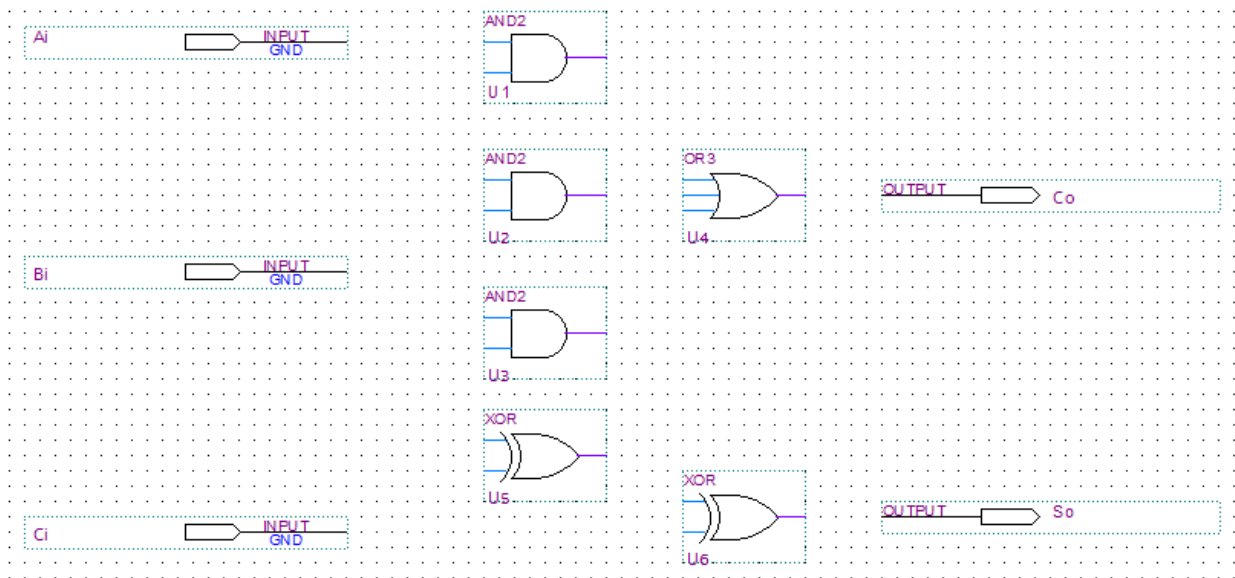 AND2
Ai
INPUT
GND
U1
AND2
OR3
OUTPUT
Co
U2
U4
INPUT
Bi
GND
AND2
U3
XOR
XOR
U5
OUTPUT
So
INPUT
Ci
GND
U6